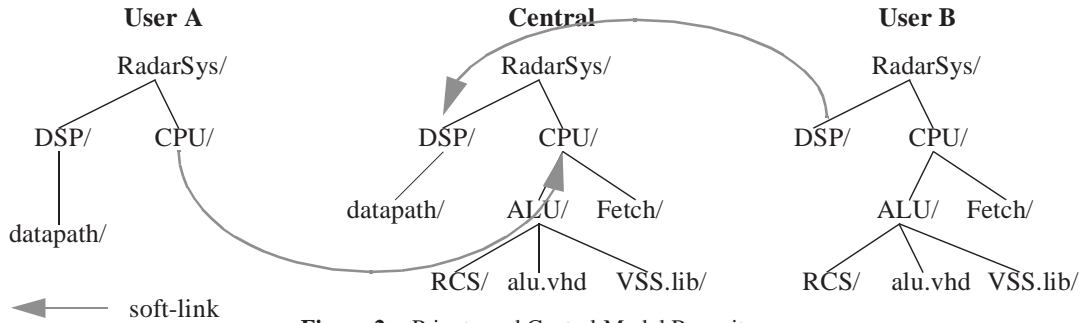 User A Central User B
RadarSys/ RadarSys/ RadarSys/
DSP/ CPU/ DSP/ CPU/ DSP/ CPU/
datapath/ datapath/ ALU/ Fetch/ ALU/ Fetch/
RCS/ alu.vhd VSS.lib/ RCS/ alu.vhd VSS.lib/
soft-link